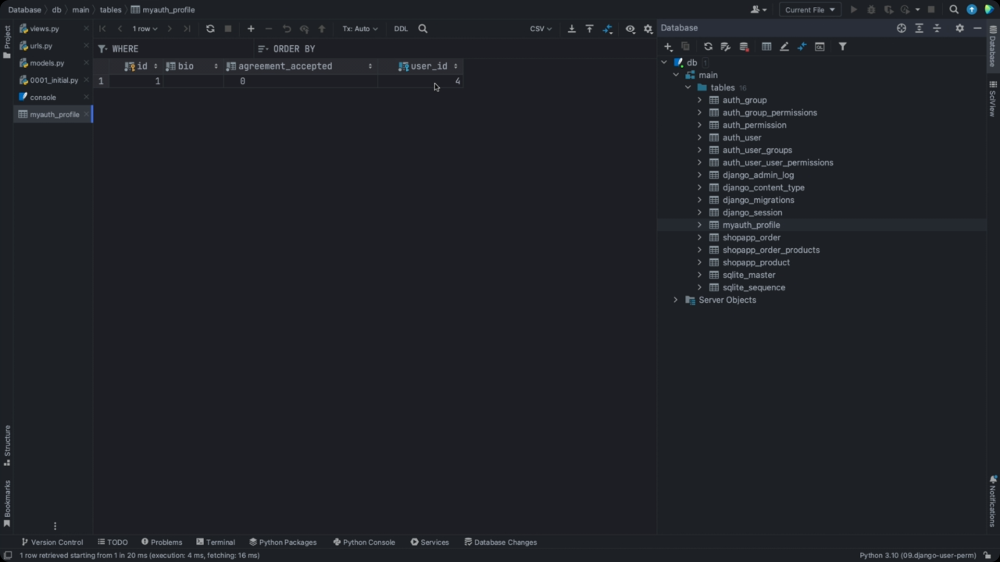 Database db main tables myauth_profile
Current File
Project
views.py
urls.py
models.py
0001_initial.py
console
myauth_profile
1 row
Tx: Auto
DDL
CSV
WHERE
ORDER BY
id bio agreement_accepted user_id
1 1 0 4
Database
db 1
main
tables 16
auth_group
auth_group_permissions
auth_permission
auth_user
auth_user_groups
auth_user_user_permissions
django_admin_log
django_content_type
django_migrations
django_session
myauth_profile
shopapp_order
shopapp_order_products
shopapp_product
sqlite_master
sqlite_sequence
Server Objects
Database
SciView
Notifications
Structure
Bookmarks
Version Control TODO Problems Terminal Python Packages Python Console Services Database Changes
1 row retrieved starting from 1 in 20 ms (execution: 4 ms, fetching: 16 ms)
Python 3.10 (09.django-user-perm)